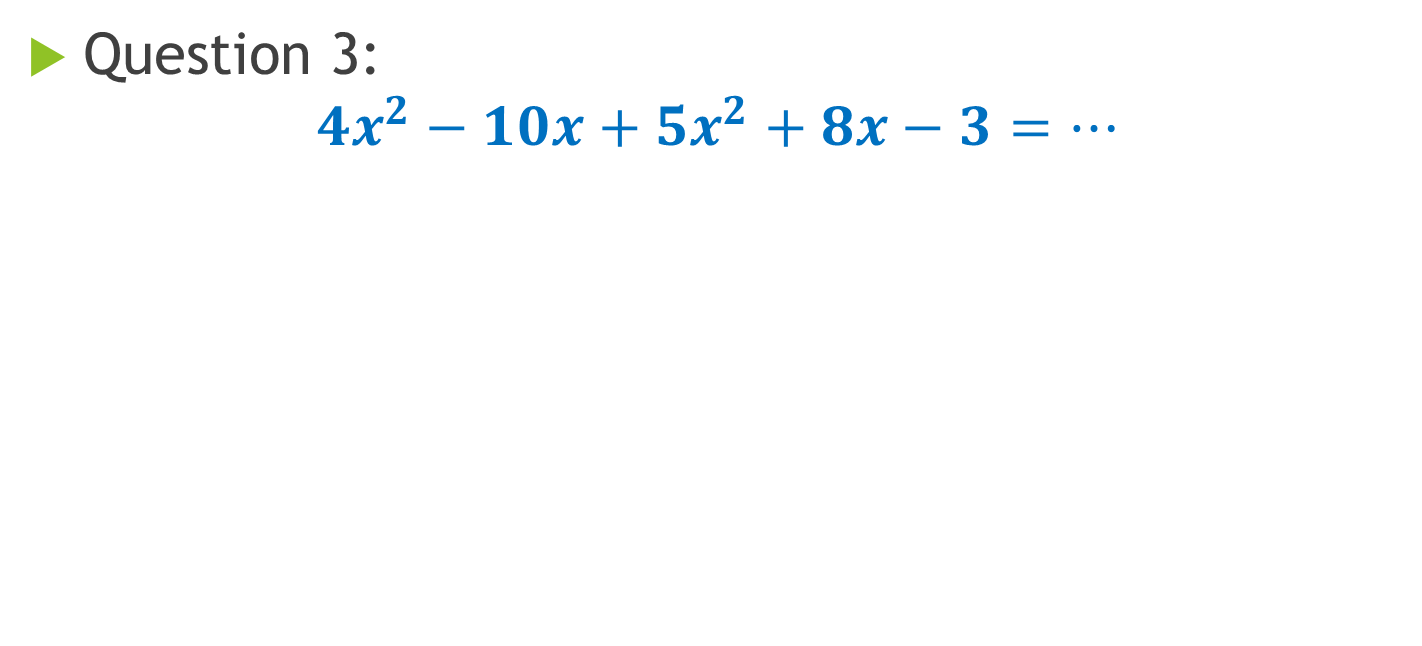 Question 3:
4x² − 10x + 5x² + 8x − 3 = ⋯